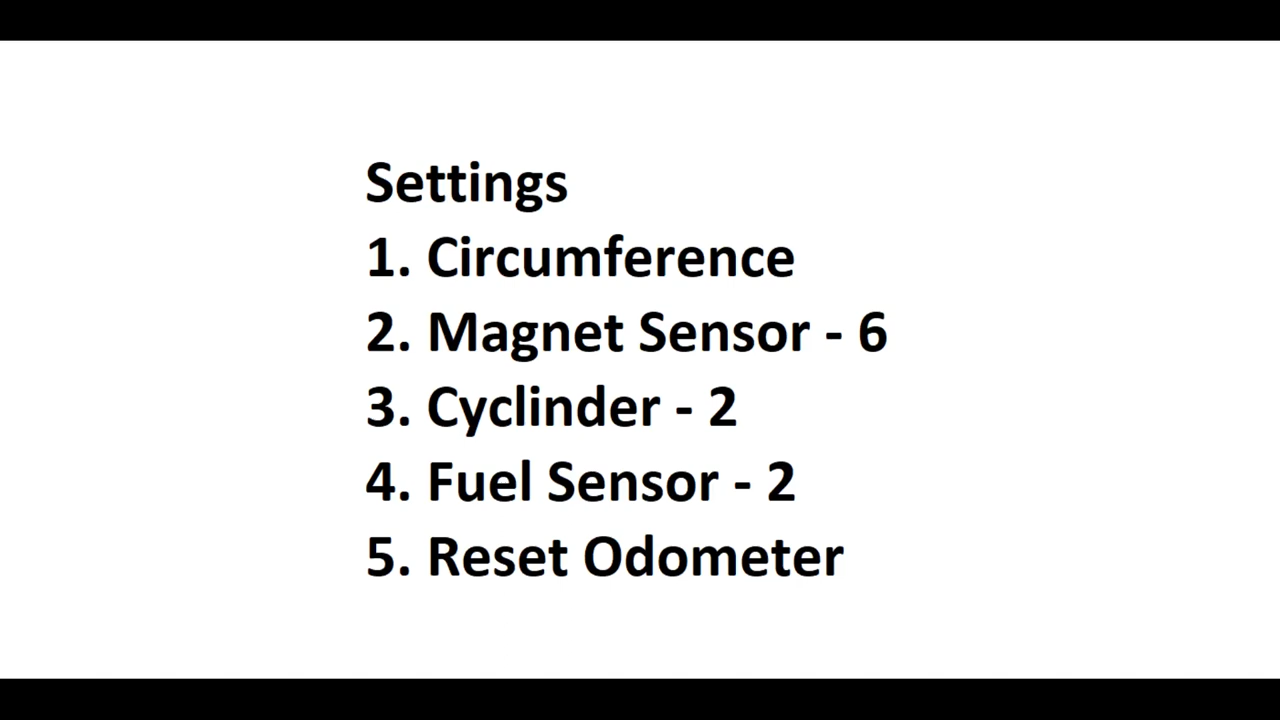 Settings
1. Circumference
2. Magnet Sensor - 6
3. Cyclinder - 2
4. Fuel Sensor - 2
5. Reset Odometer